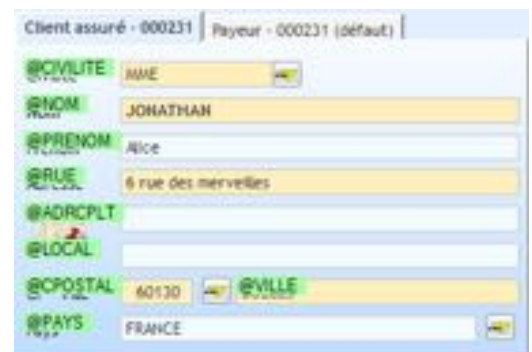 Client assuré - 000231 Payeur - 000231 (défaut)
@CIVILITE MME
@NOM JONATHAN
@PRENOM Alice
@RUE 6 rue des merveilles
@ADRCPLT
@LOCAL
@CPOSTAL 60130 @VILLE
@PAYS FRANCE